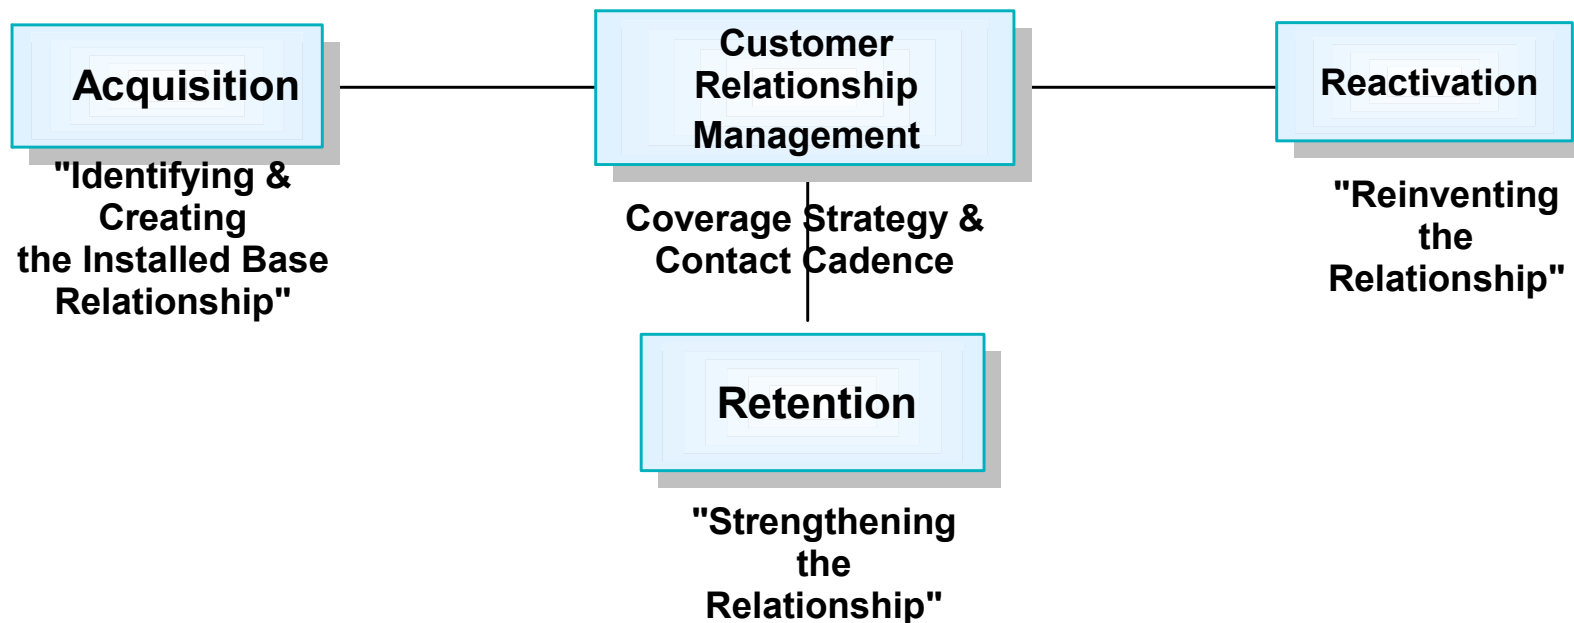 Acquisition
"Identifying &
Creating
the Installed Base
Relationship"
Customer
Relationship
Management
Coverage Strategy &
Contact Cadence
Retention
"Strengthening
the
Relationship"
Reactivation
"Reinventing
the
Relationship"